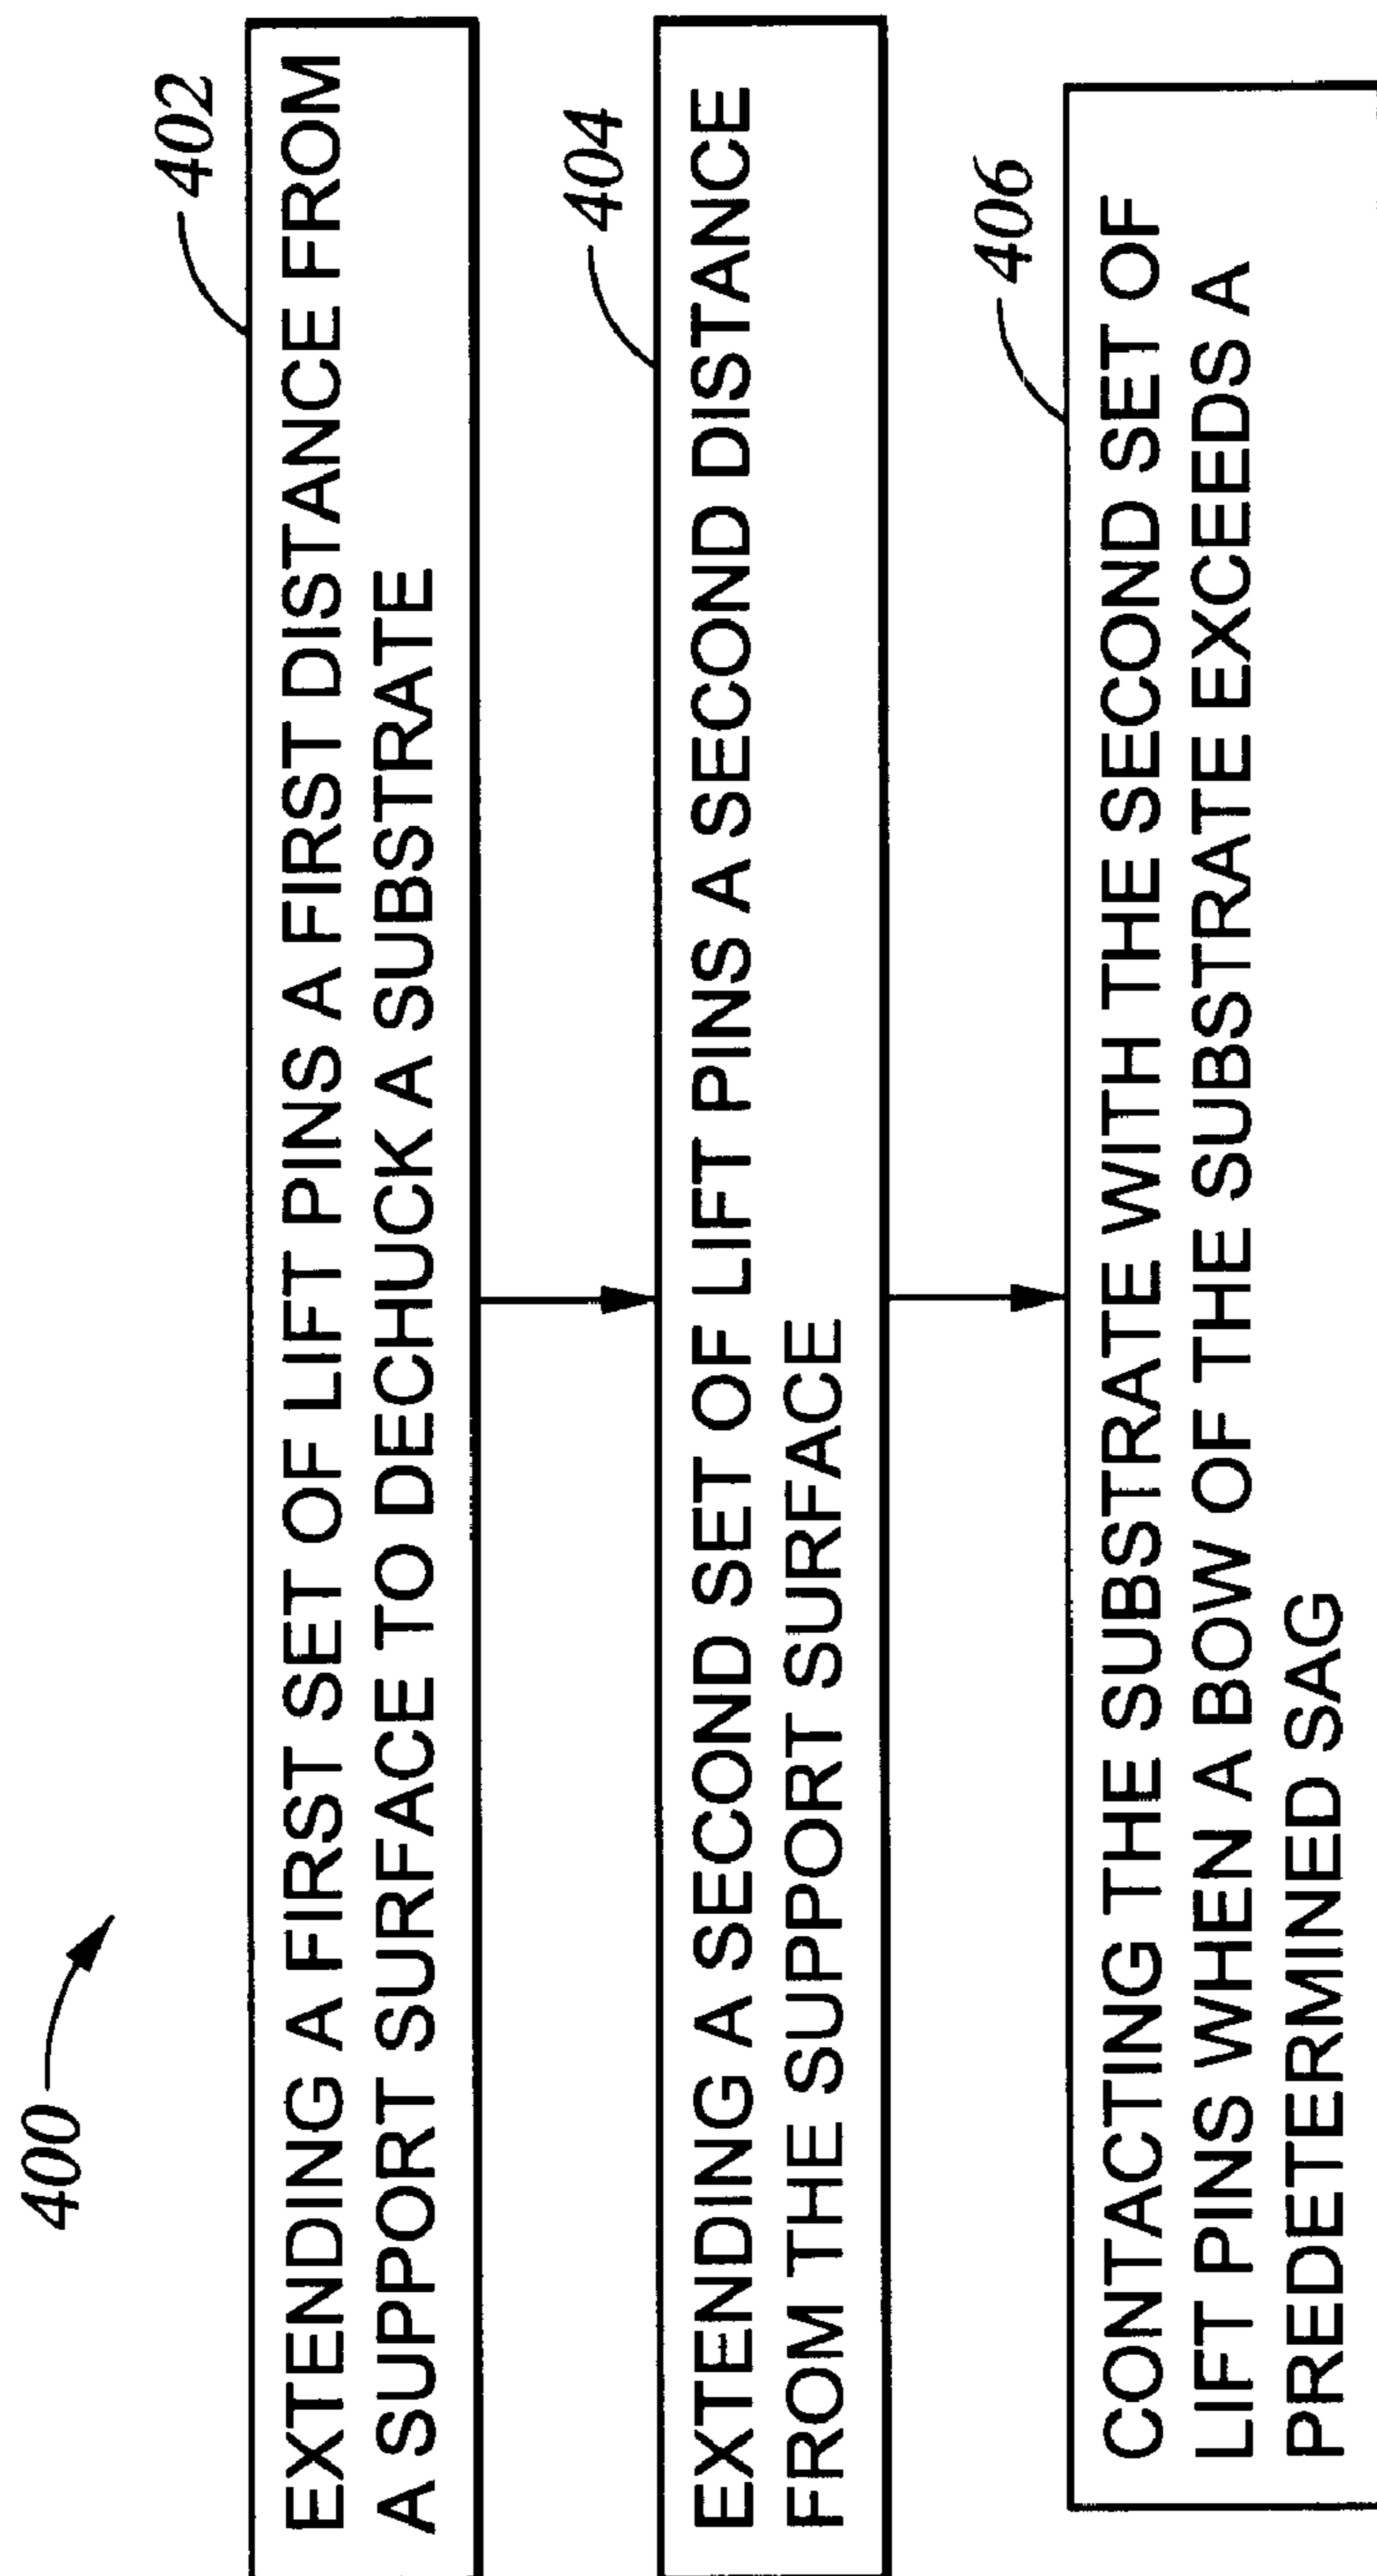 400
402
EXTENDING A FIRST SET OF LIFT PINS A FIRST DISTANCE FROM
A SUPPORT SURFACE TO DECHUCK A SUBSTRATE
404
EXTENDING A SECOND SET OF LIFT PINS A SECOND DISTANCE
FROM THE SUPPORT SURFACE
406
CONTACTING THE SUBSTRATE WITH THE SECOND SET OF
LIFT PINS WHEN A BOW OF THE SUBSTRATE EXCEEDS A
PREDETERMINED SAG